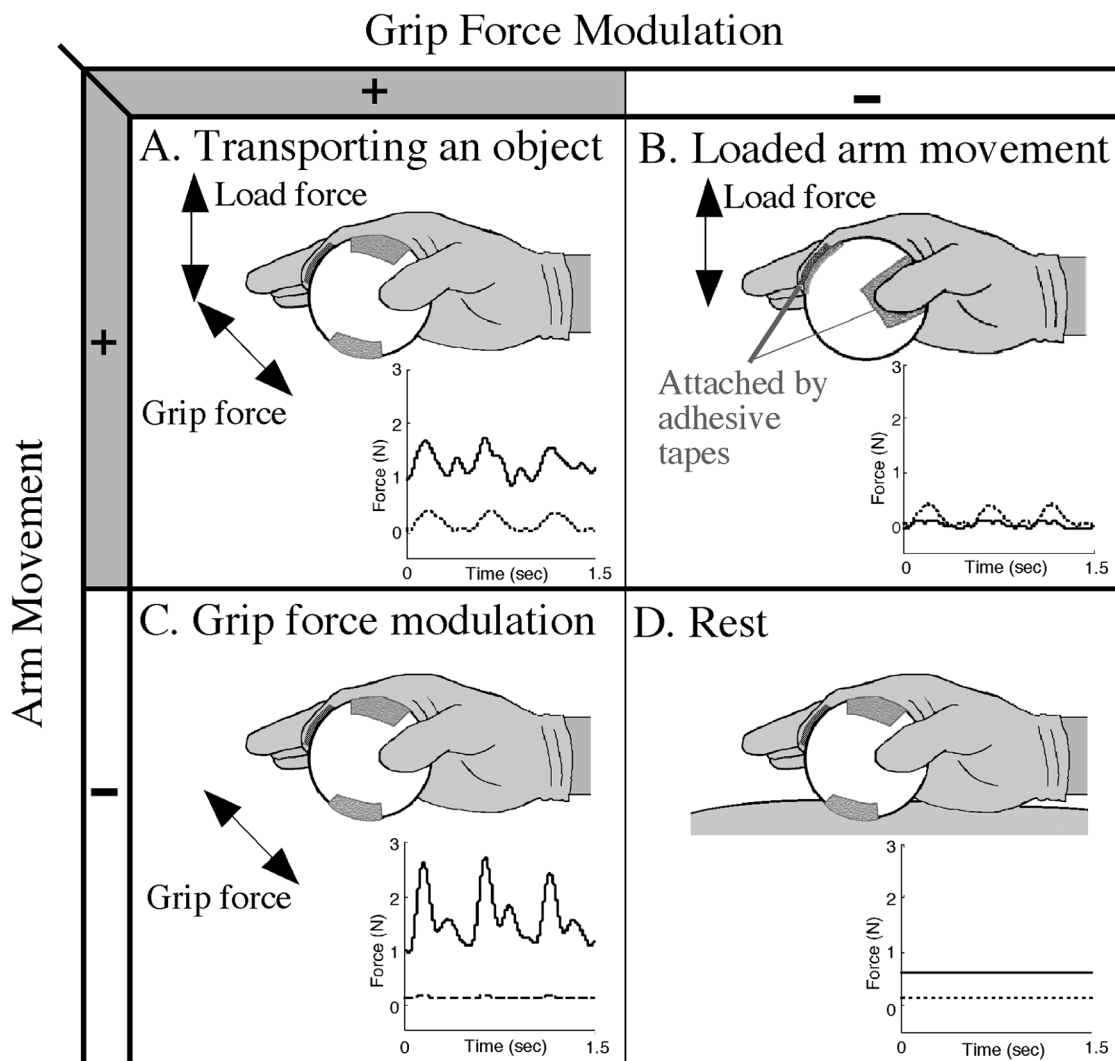 Grip Force Modulation
+
-
Arm Movement
+
-
A. Transporting an object
Load force
Grip force
3
2
1
0
Force (N)
0
Time (sec)
1.5
B. Loaded arm movement
Load force
Attached by
adhesive
tapes
3
2
1
0
Force (N)
0
Time (sec)
1.5
C. Grip force modulation
Grip force
3
2
1
0
Force (N)
0
Time (sec)
1.5
D. Rest
3
2
1
0
Force (N)
0
Time (sec)
1.5